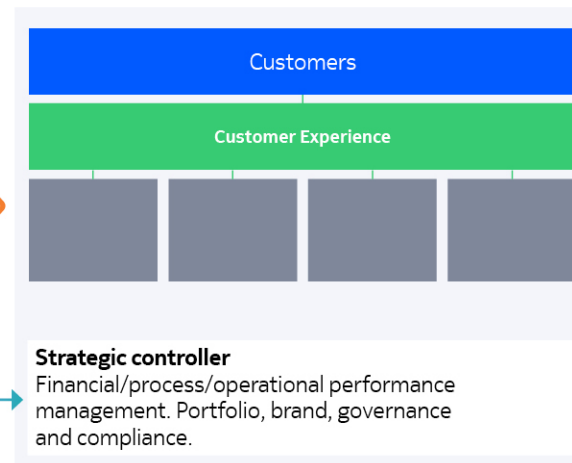 Customers
Customer Experience
Strategic controller
Financial/process/operational performance
management. Portfolio, brand, governance
and compliance.